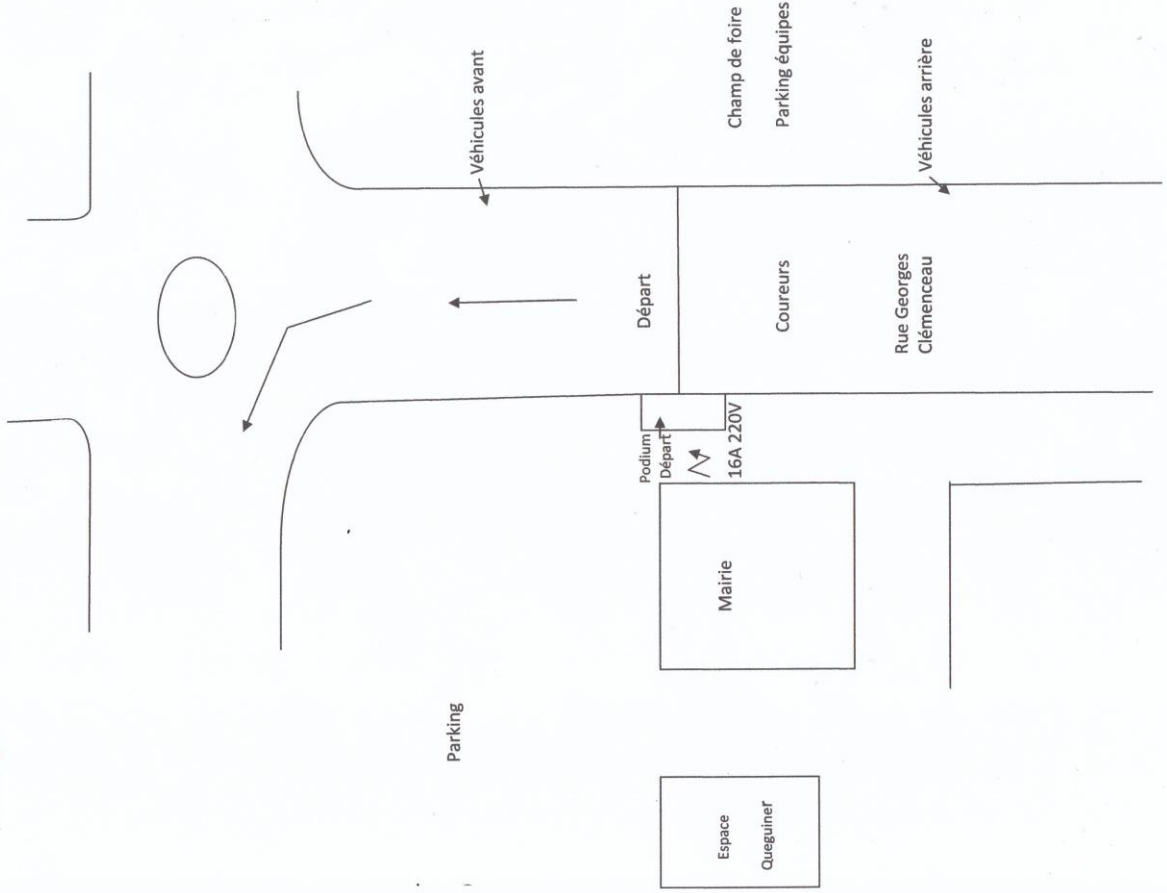 Véhicules avant
Champ de foire
Parking équipes
Véhicules arrière
Départ
Coureurs
Rue Georges
Clémenceau
Podium
Départ
16A 220V
Mairie
Parking
Espace
Queguiner